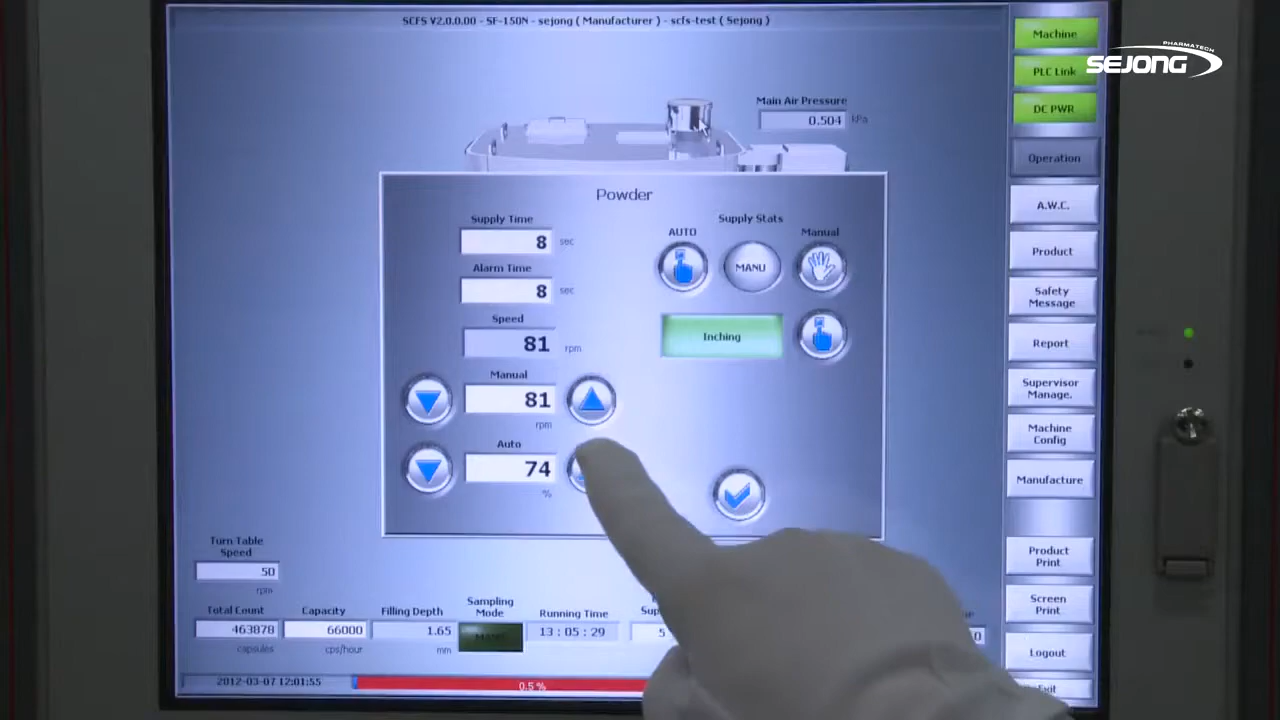 SCFS V2.0.0.00 - SF-150N - sejong ( Manufacturer ) - scfs-test ( Sejong )
PHARMATECH
SEJONG
Machine
PLC Link
DC PWR
Operation
A.W.C.
Product
Safety
Message
Report
Supervisor
Manage.
Machine
Config
Manufacture
Product
Print
Screen
Print
Logout
Exit
Main Air Pressure
0.504 kPa
Powder
Supply Time
8 sec
Alarm Time
8 sec
Speed
81 rpm
Manual
81
rpm
Auto
74
%
Supply Stats
AUTO
MANU
Manual
Inching
Turn Table
Speed
50
rpm
Total Count
463878
capsules
Capacity
66000
cps/hour
Filling Depth
1.65
mm
Sampling
Mode
Running Time
13 : 05 : 29
5
0
2012-03-07 12:01:55
0.5 %